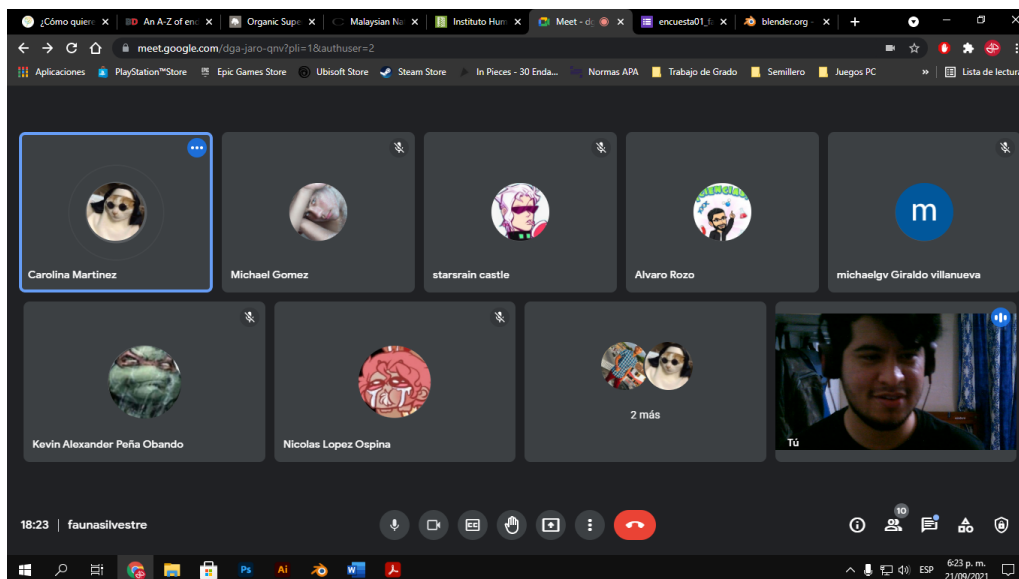 ¿Cómo quiere
DD An A-Z of enc
Organic Supe
Malaysian Na
Instituto Hum
Meet - dg
encuesta01_f
blender.org -
meet.google.com/dga-jaro-qnv?pli=1&authuser=2
Aplicaciones
PlayStation™Store
Epic Games Store
Ubisoft Store
Steam Store
In Pieces - 30 Enda...
Normas APA
Trabajo de Grado
Semillero
Juegos PC
»
Lista de lectura
Carolina Martinez
Michael Gomez
starsrain castle
Alvaro Rozo
m
michaelgv Giraldo villanueva
Kevin Alexander Peña Obando
Nicolas Lopez Ospina
2 más
Tú
18:23 | faunasilvestre
CC
10
Ps
Ai
W
ESP
6:23 p. m.
21/09/2021